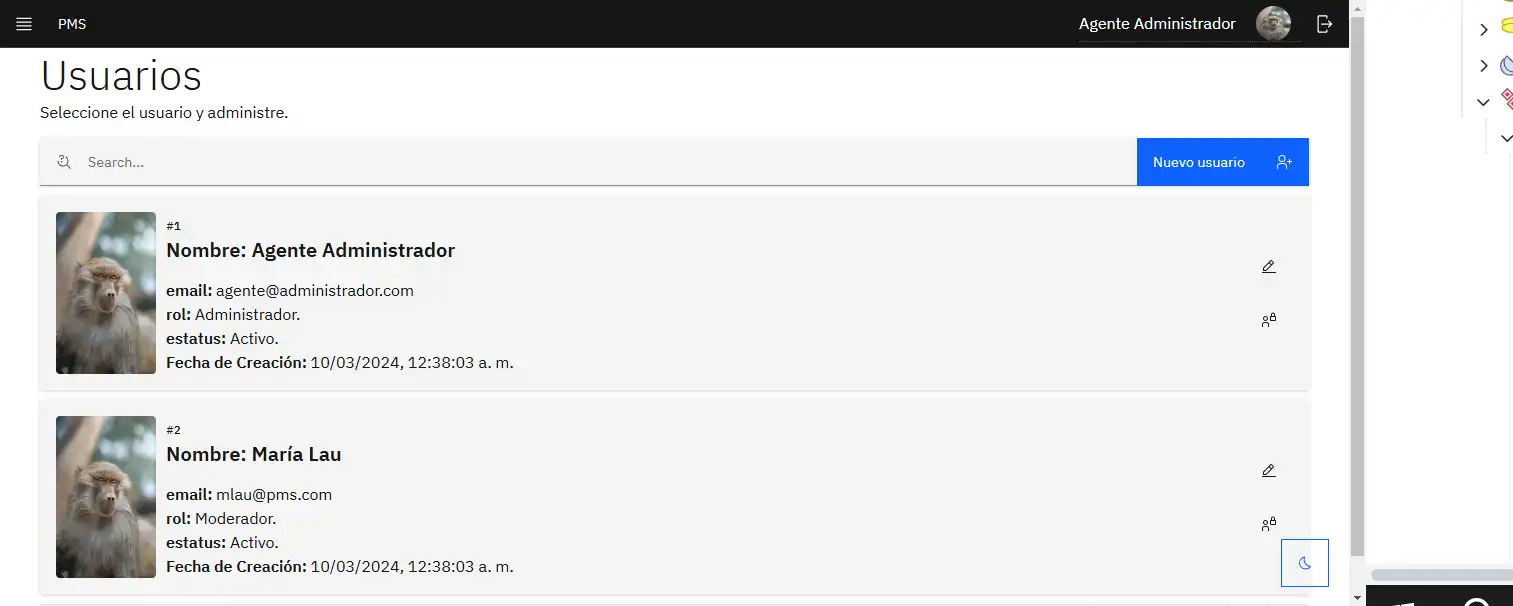 PMS
Agente Administrador
Usuarios
Seleccione el usuario y administre.
Search...
Nuevo usuario
#1
Nombre: Agente Administrador
email: agente@administrador.com
rol: Administrador.
estatus: Activo.
Fecha de Creación: 10/03/2024, 12:38:03 a. m.
#2
Nombre: María Lau
email: mlau@pms.com
rol: Moderador.
estatus: Activo.
Fecha de Creación: 10/03/2024, 12:38:03 a. m.